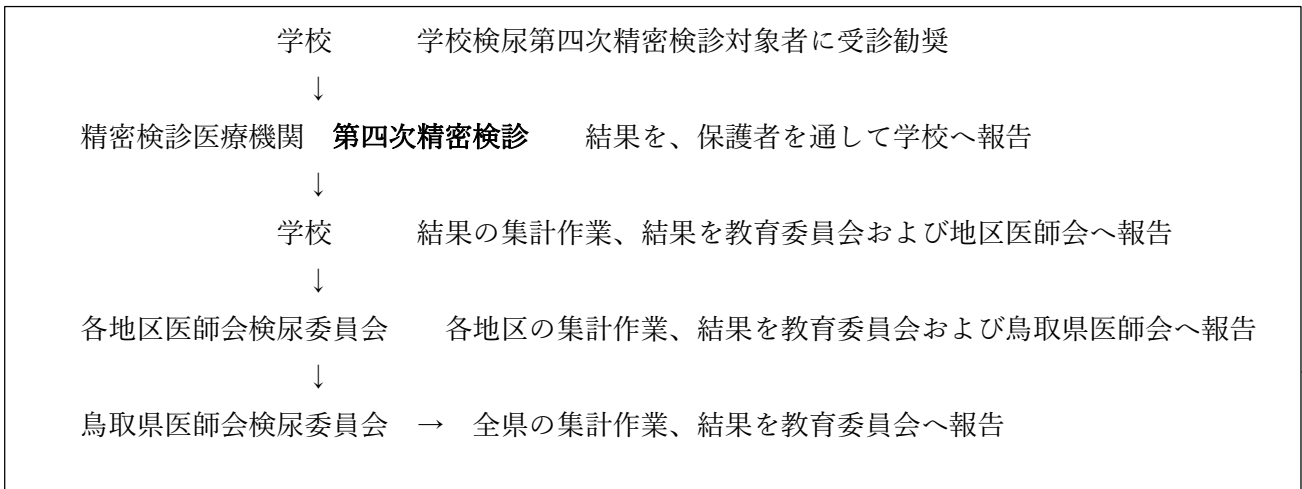 学校　　学校検尿第四次精密検診対象者に受診勧奨
↓
精密検診医療機関　第四次精密検診　　結果を、保護者を通して学校へ報告
↓
学校　　結果の集計作業、結果を教育委員会および地区医師会へ報告
↓
各地区医師会検尿委員会　　各地区の集計作業、結果を教育委員会および鳥取県医師会へ報告
↓
鳥取県医師会検尿委員会　→　全県の集計作業、結果を教育委員会へ報告